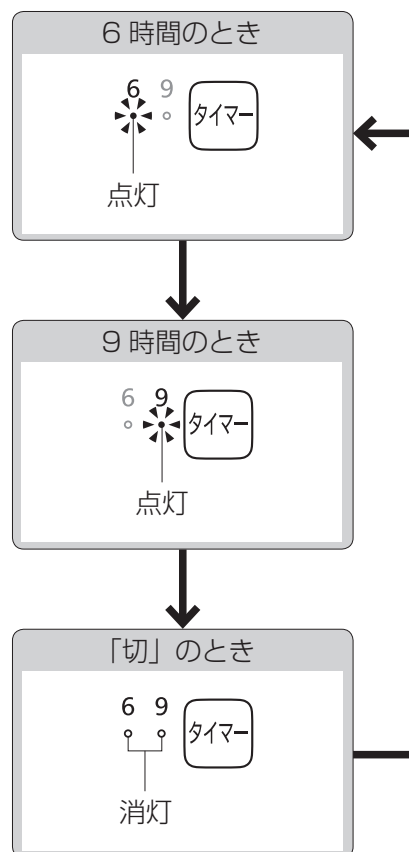 6 時間のとき
6 9
タイマー
点灯
9 時間のとき
6 9
タイマー
点灯
「切」のとき
6 9
タイマー
消灯